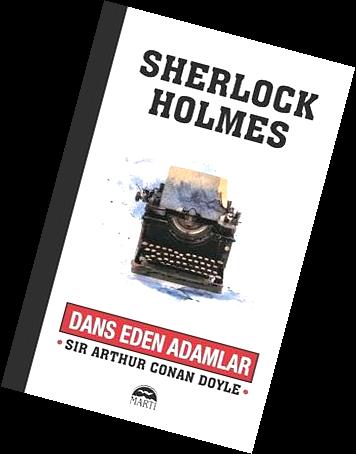 SHERLOCK
HOLMES
DANS EDEN ADAMLAR
• SIR ARTHUR CONAN DOYLE •
MARTI